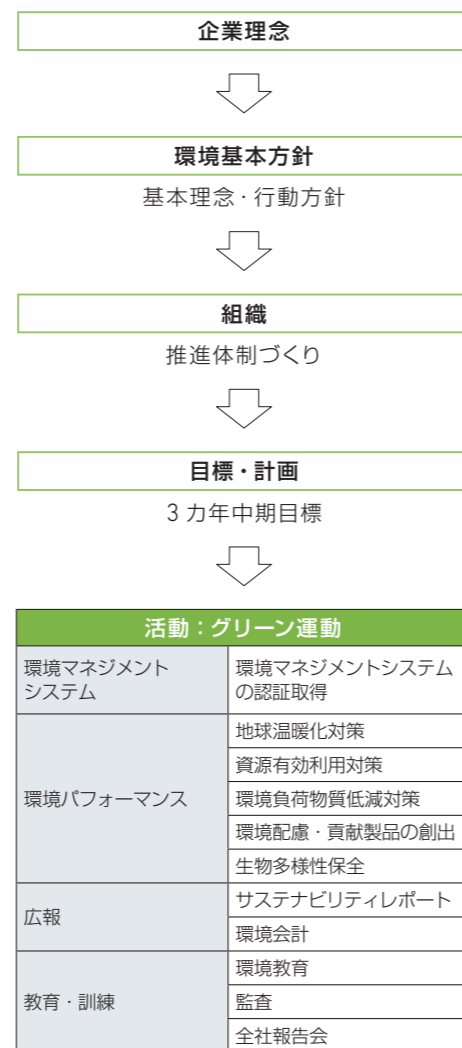 企業理念
環境基本方針
基本理念・行動方針
組織
推進体制づくり
目標・計画
3カ年中期目標
活動：グリーン運動
環境マネジメント
システム
環境マネジメントシステム
の認証取得
環境パフォーマンス
地球温暖化対策
資源有効利用対策
環境負荷物質低減対策
環境配慮・貢献製品の創出
生物多様性保全
広報
サステナビリティレポート
環境会計
教育・訓練
環境教育
監査
全社報告会